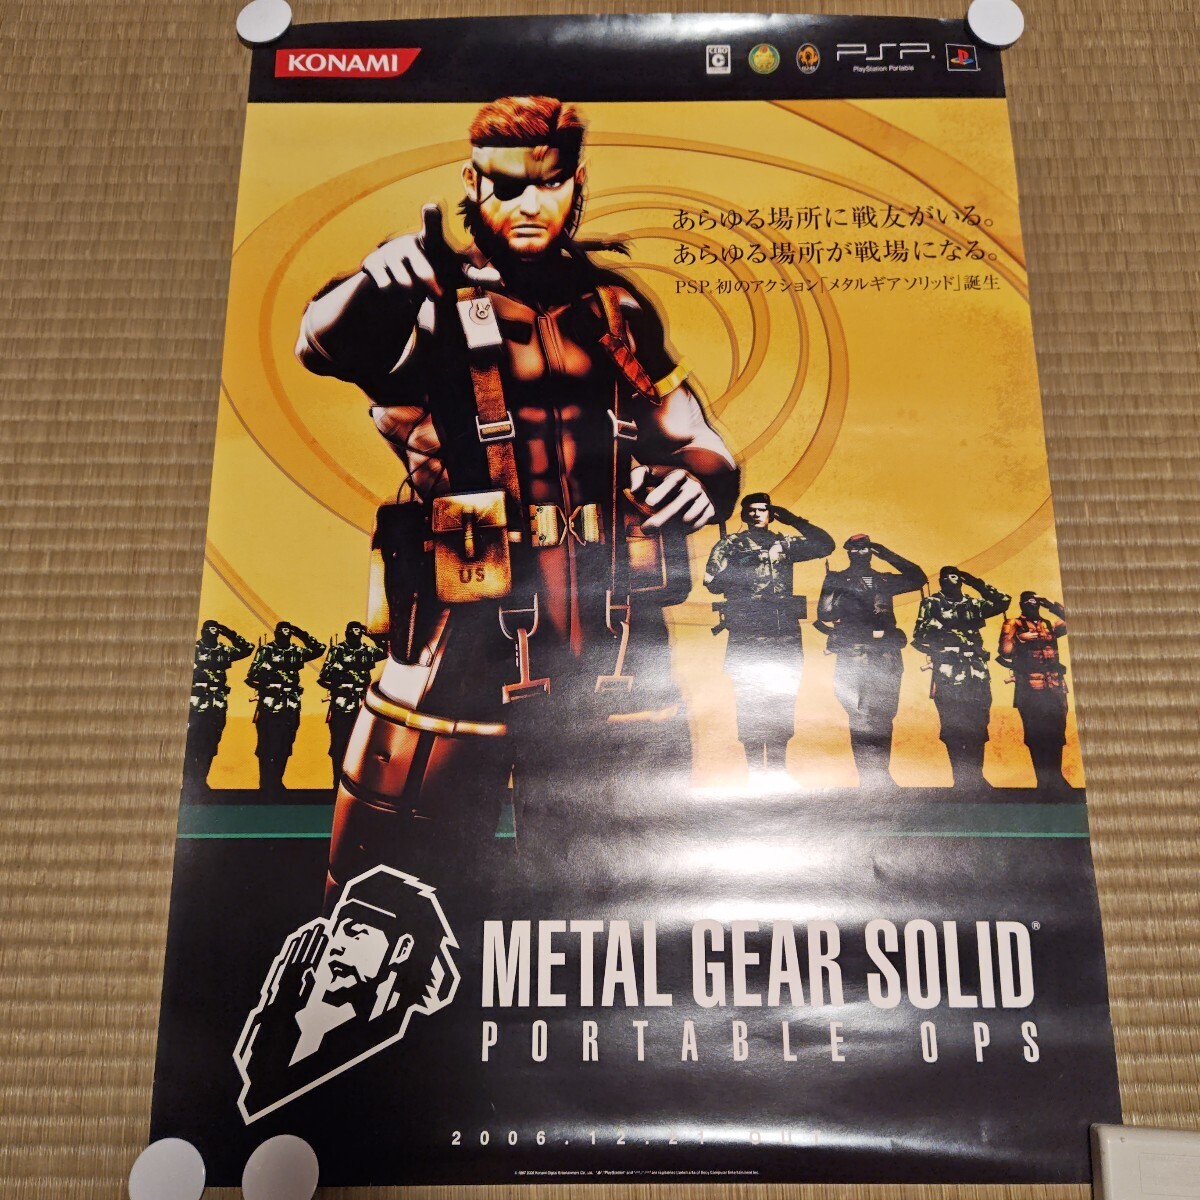 KONAMI
CERO
C
PSP
PlayStation Portable
あらゆる場所に戦友がいる。
あらゆる場所が戦場になる。
PSP®初のアクション「メタルギア ソリッド」誕生
US
METAL GEAR SOLID®
PORTABLE OPS
2006.12.21 OUT